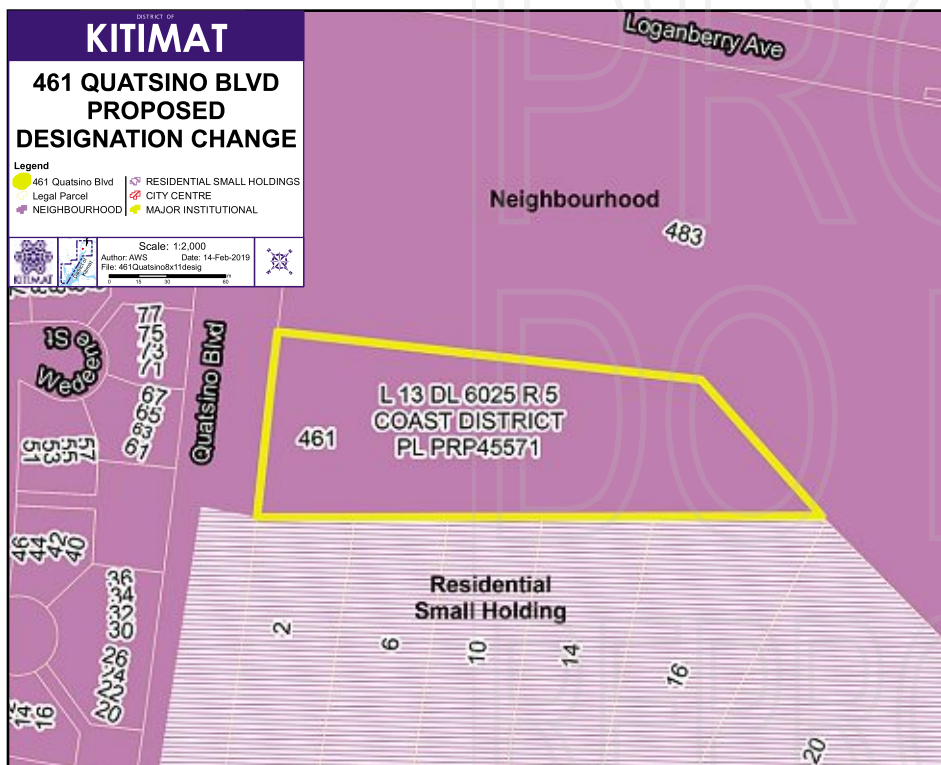 DISTRICT OF
KITIMAT
461 QUATSINO BLVD
PROPOSED
DESIGNATION CHANGE
Legend
461 Quatsino Blvd
Legal Parcel
NEIGHBOURHOOD
RESIDENTIAL SMALL HOLDINGS
CITY CENTRE
MAJOR INSTITUTIONAL
KITIMAT
Scale: 1:2,000
Author: AWS Date: 14-Feb-2019
File: 461Quatsino8x11desig
0 15 30 60
m
Loganberry Ave
Neighbourhood
483
Wedeene St
77
75
73
71
67
65
63
61
Quatsino Blvd
51
53
55
57
461
L 13 DL 6025 R 5
COAST DISTRICT
PL PRP45571
46
44
42
40
36
34
32
30
26
24
22
20
14
16
Residential
Small Holding
2
6
10
14
16
20